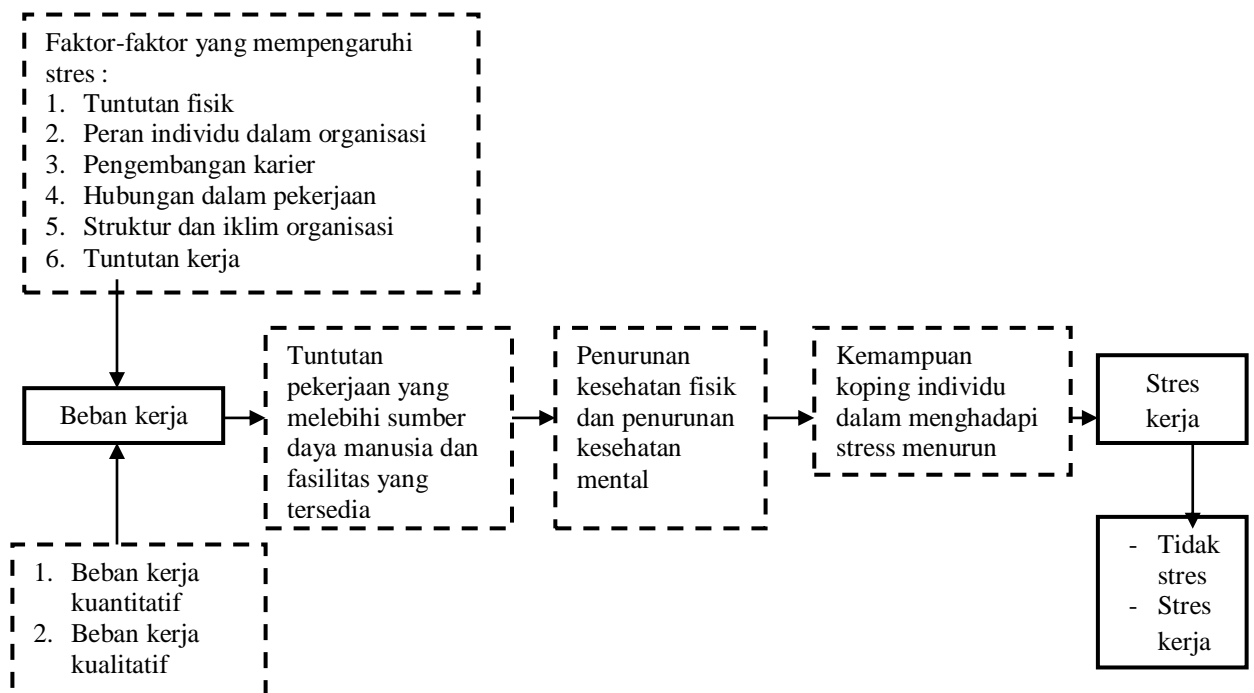 Faktor-faktor yang mempengaruhi
stres :
1. Tuntutan fisik
2. Peran individu dalam organisasi
3. Pengembangan karier
4. Hubungan dalam pekerjaan
5. Struktur dan iklim organisasi
6. Tuntutan kerja
Beban kerja
Tuntutan
pekerjaan yang
melebihi sumber
daya manusia dan
fasilitas yang
tersedia
Penurunan
kesehatan fisik
dan penurunan
kesehatan
mental
Kemampuan
koping individu
dalam menghadapi
stress menurun
Stres
kerja
1. Beban kerja
kuantitatif
2. Beban kerja
kualitatif
- Tidak
stres
- Stres
kerja